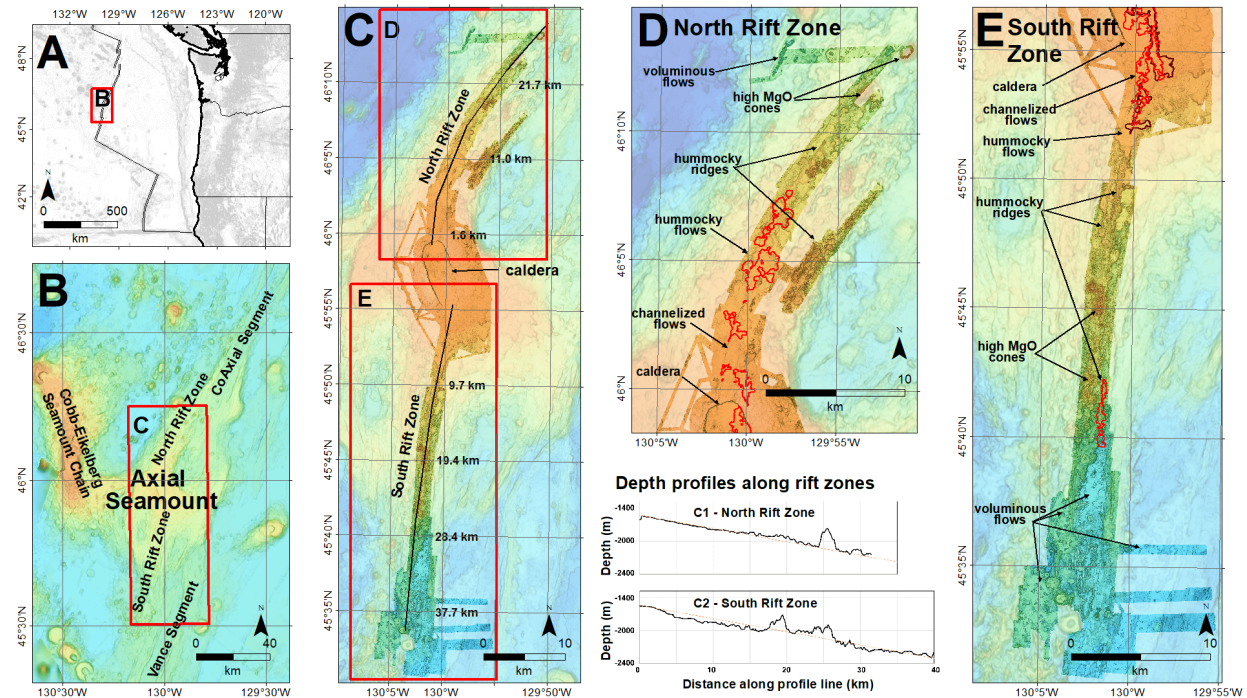 A
132°W
129°W
126°W
123°W
120°W
48°N
45°N
42°N
B
N
0
500
km
B
46°30'N
46°N
45°30'N
CoAxial Segment
North Rift Zone
Cobb-Eikelberg
Seamount Chain
C
Axial
Seamount
South Rift Zone
Vance Segment
N
0
40
km
130°30'W
130°W
129°30'W
C
D
46°10'N
46°5'N
46°N
45°55'N
45°50'N
45°45'N
45°40'N
45°35'N
21.7 km
North Rift Zone
11.0 km
1.6 km
caldera
E
9.7 km
South Rift Zone
19.4 km
28.4 km
37.7 km
N
0
10
km
130°5'W
130°W
129°55'W
D
North Rift Zone
voluminous
flows
high MgO
cones
46°10'N
46°5'N
46°N
hummocky
ridges
hummocky
flows
channelized
flows
caldera
N
0
10
km
130°5'W
130°W
129°55'W
Depth profiles along rift zones
C1 - North Rift Zone
Depth (m)
-1400
-2000
-2400
C2 - South Rift Zone
Depth (m)
-1400
-2000
-2400
0
10
20
30
40
Distance along profile line (km)
E
South Rift
Zone
45°55'N
45°50'N
45°45'N
45°40'N
45°35'N
caldera
channelized
flows
hummocky
flows
hummocky
ridges
high MgO
cones
voluminous
flows
N
0
10
km
130°5'W
130°W
129°55'W